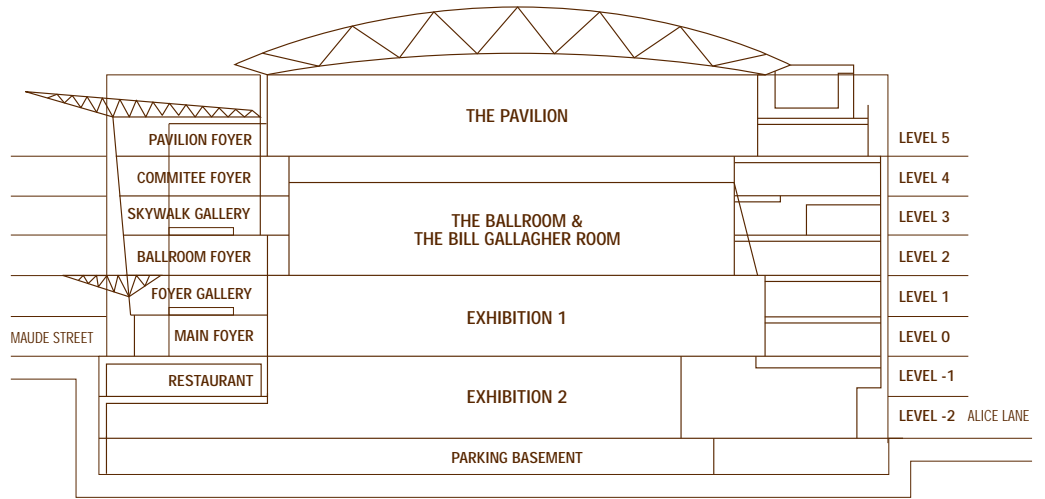 THE PAVILION
PAVILION FOYER
LEVEL 5
COMMITEE FOYER
LEVEL 4
SKYWALK GALLERY
THE BALLROOM &
THE BILL GALLAGHER ROOM
LEVEL 3
BALLROOM FOYER
LEVEL 2
FOYER GALLERY
EXHIBITION 1
LEVEL 1
MAUDE STREET
MAIN FOYER
LEVEL 0
RESTAURANT
EXHIBITION 2
LEVEL -1
LEVEL -2
ALICE LANE
PARKING BASEMENT